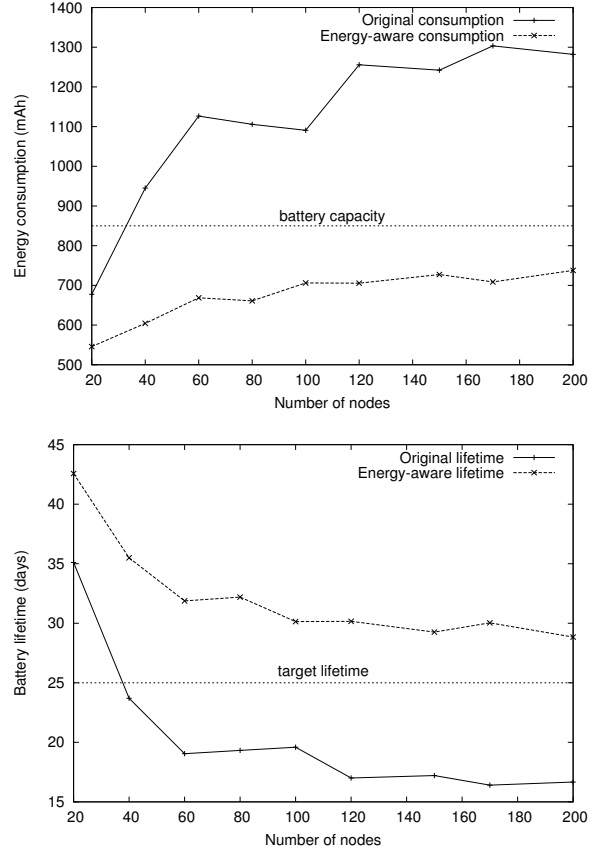 1400
1300
1200
1100
1000
900
800
700
600
500
Energy consumption (mAh)
Original consumption
Energy-aware consumption
battery capacity
20 40 60 80 100 120 140 160 180 200
Number of nodes
45
40
35
30
25
20
15
Battery lifetime (days)
Original lifetime
Energy-aware lifetime
target lifetime
20 40 60 80 100 120 140 160 180 200
Number of nodes